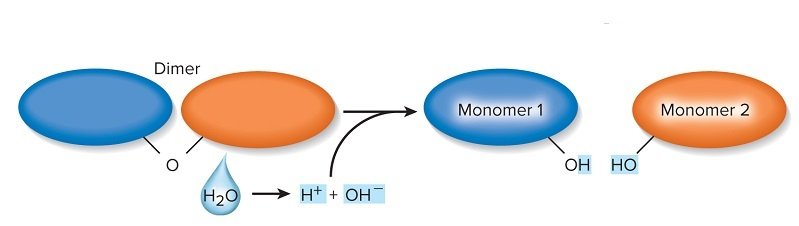 Dimer
Monomer 1
Monomer 2
O
OH HO
H₂O
H⁺ + OH⁻